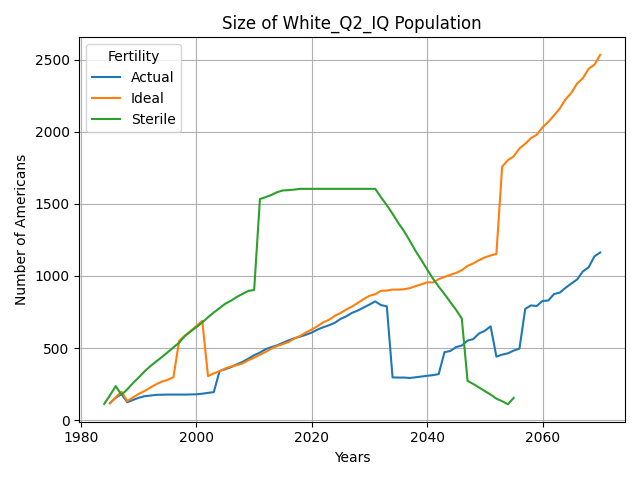 Size of White_Q2_IQ Population
Fertility
Actual
Ideal
Sterile
Number of Americans
2500
2000
1500
1000
500
0
1980
2000
2020
2040
2060
Years